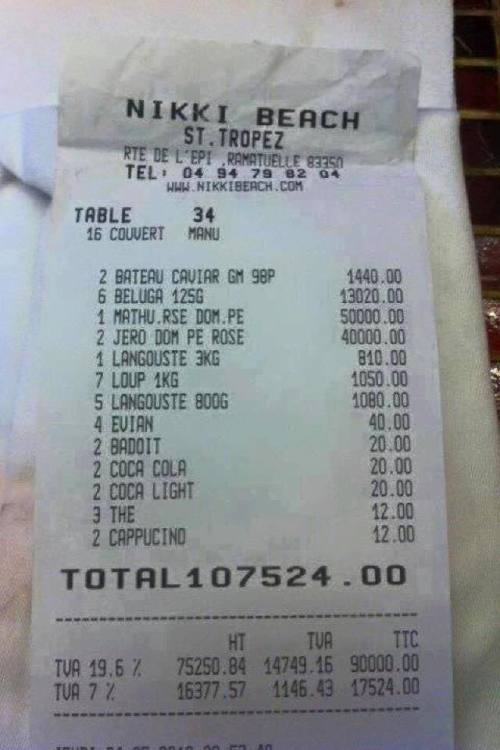 NIKKI BEACH
ST.TROPEZ
RTE DE L'EPI ,RAMATUELLE 83350
TEL: 04 94 79 82 04
WWW.NIKKIBEACH.COM
TABLE 34
16 COUVERT MANU
2 BATEAU CAVIAR GM 98P 1440.00
6 BELUGA 125G 13020.00
1 MATHU.RSE DOM.PE 50000.00
2 JERO DOM PE ROSE 40000.00
1 LANGOUSTE 3KG 810.00
7 LOUP 1KG 1050.00
5 LANGOUSTE 800G 1080.00
4 EVIAN 40.00
2 BADOIT 20.00
2 COCA COLA 20.00
2 COCA LIGHT 20.00
3 THE 12.00
2 CAPPUCINO 12.00
TOTAL107524.00
HT TVA TTC
TVA 19.6 % 75250.84 14749.16 90000.00
TVA 7 % 16377.57 1146.43 17524.00